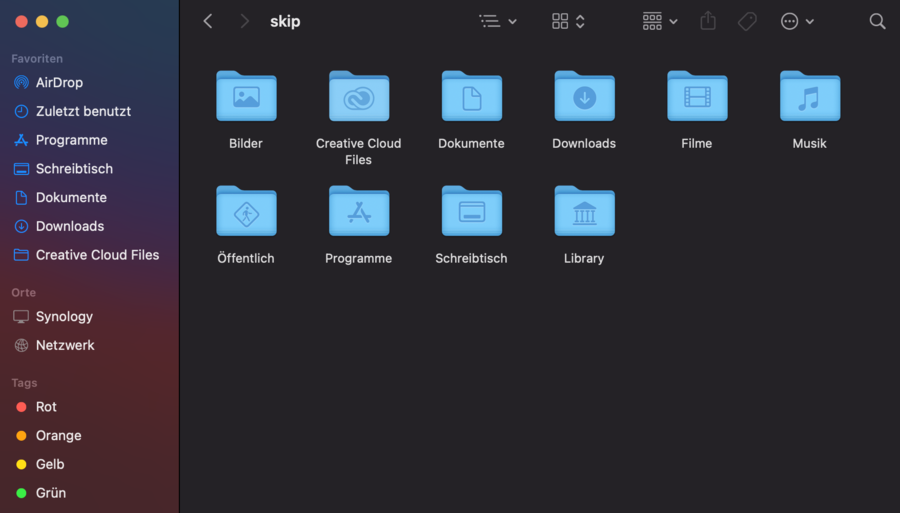 skip
Favoriten
AirDrop
Zuletzt benutzt
Programme
Schreibtisch
Dokumente
Downloads
Creative Cloud Files
Orte
Synology
Netzwerk
Tags
Rot
Orange
Gelb
Grün
Bilder
Creative Cloud
Files
Dokumente
Downloads
Filme
Musik
Öffentlich
Programme
Schreibtisch
Library